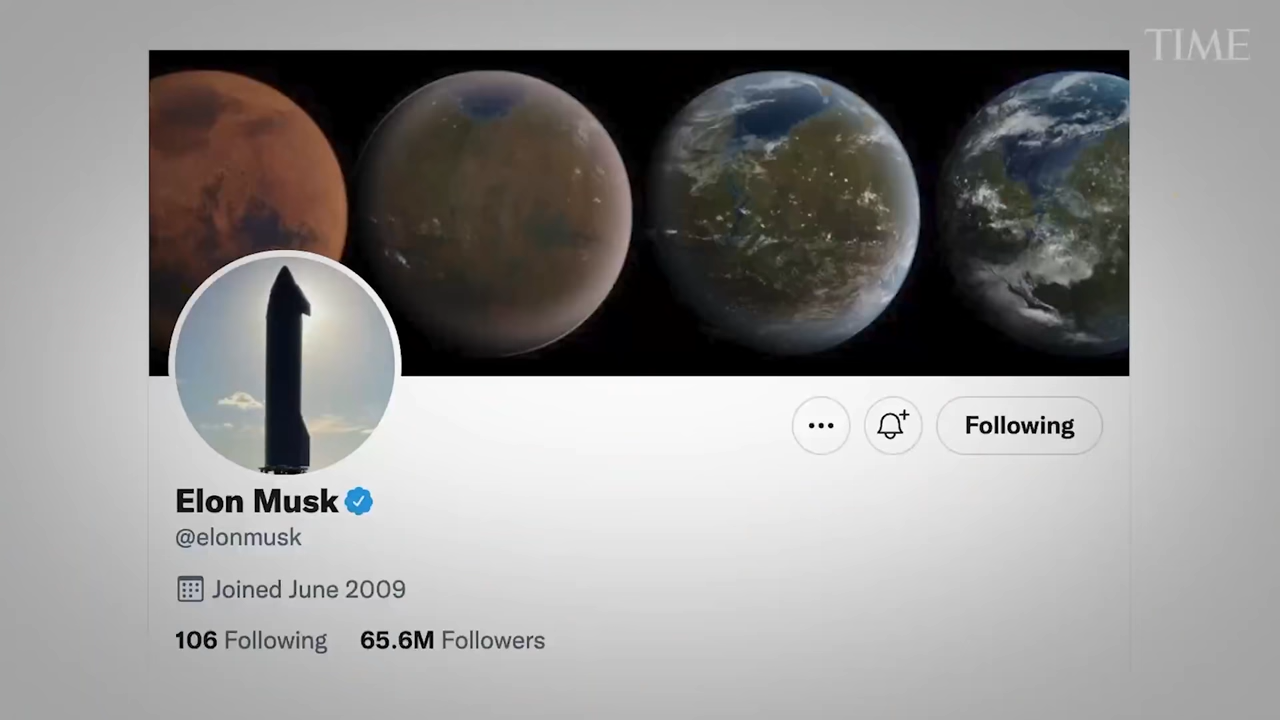 TIME
Following
Elon Musk
@elonmusk
Joined June 2009
106 Following 65.6M Followers